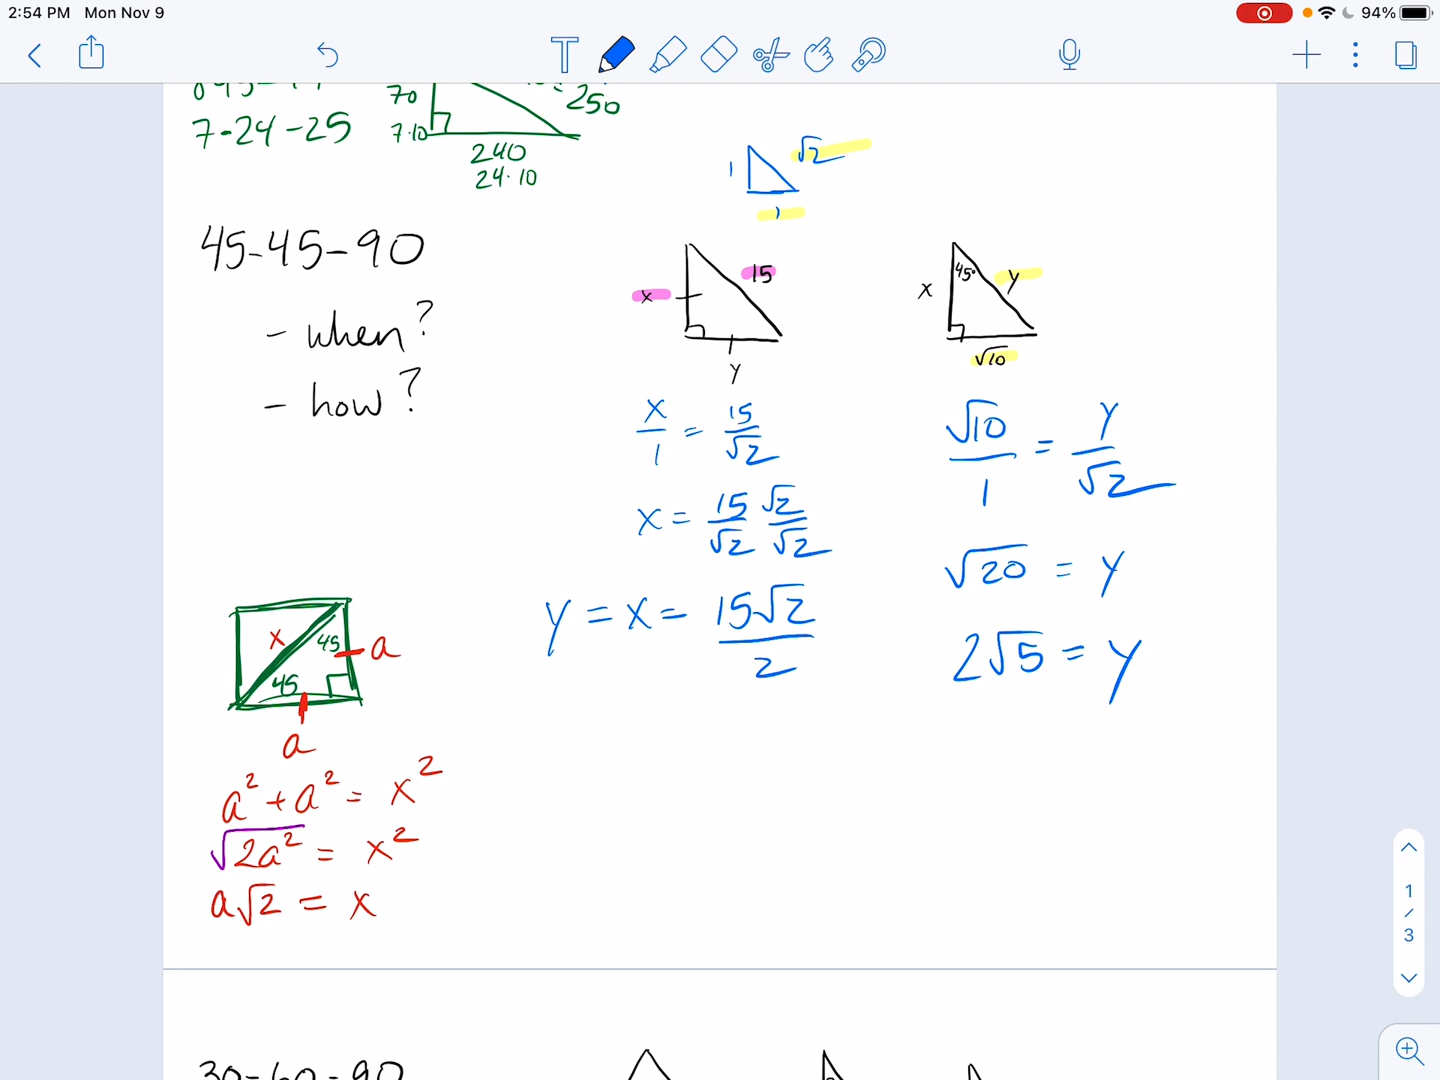 2:54 PM Mon Nov 9
94%
T
70
250
7-24-25
7·10
240
24·10
1
√2
1
45-45-90
- when?
- how?
x
15
y
45°
x
y
√10
x/1 = 15/√2
x = 15/√2 √2/√2
y = x = 15√2/2
√10/1 = y/√2
√20 = y
2√5 = y
x
45
a
45
a
a² + a² = x²
√2a² = x²
a√2 = x
1
/
3
30-60-90